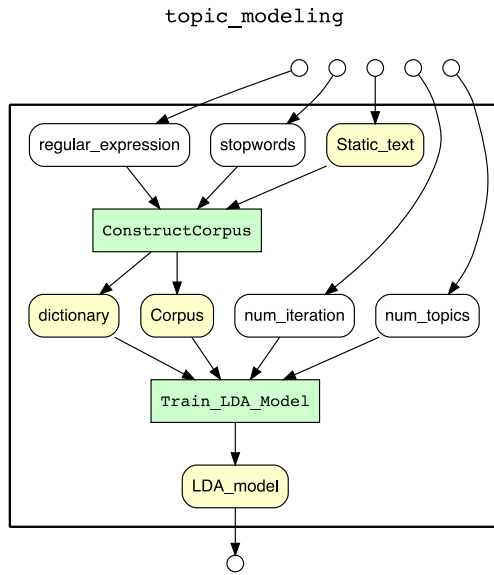 topic_modeling
regular_expression
stopwords
Static_text
ConstructCorpus
dictionary
Corpus
num_iteration
num_topics
Train_LDA_Model
LDA_model